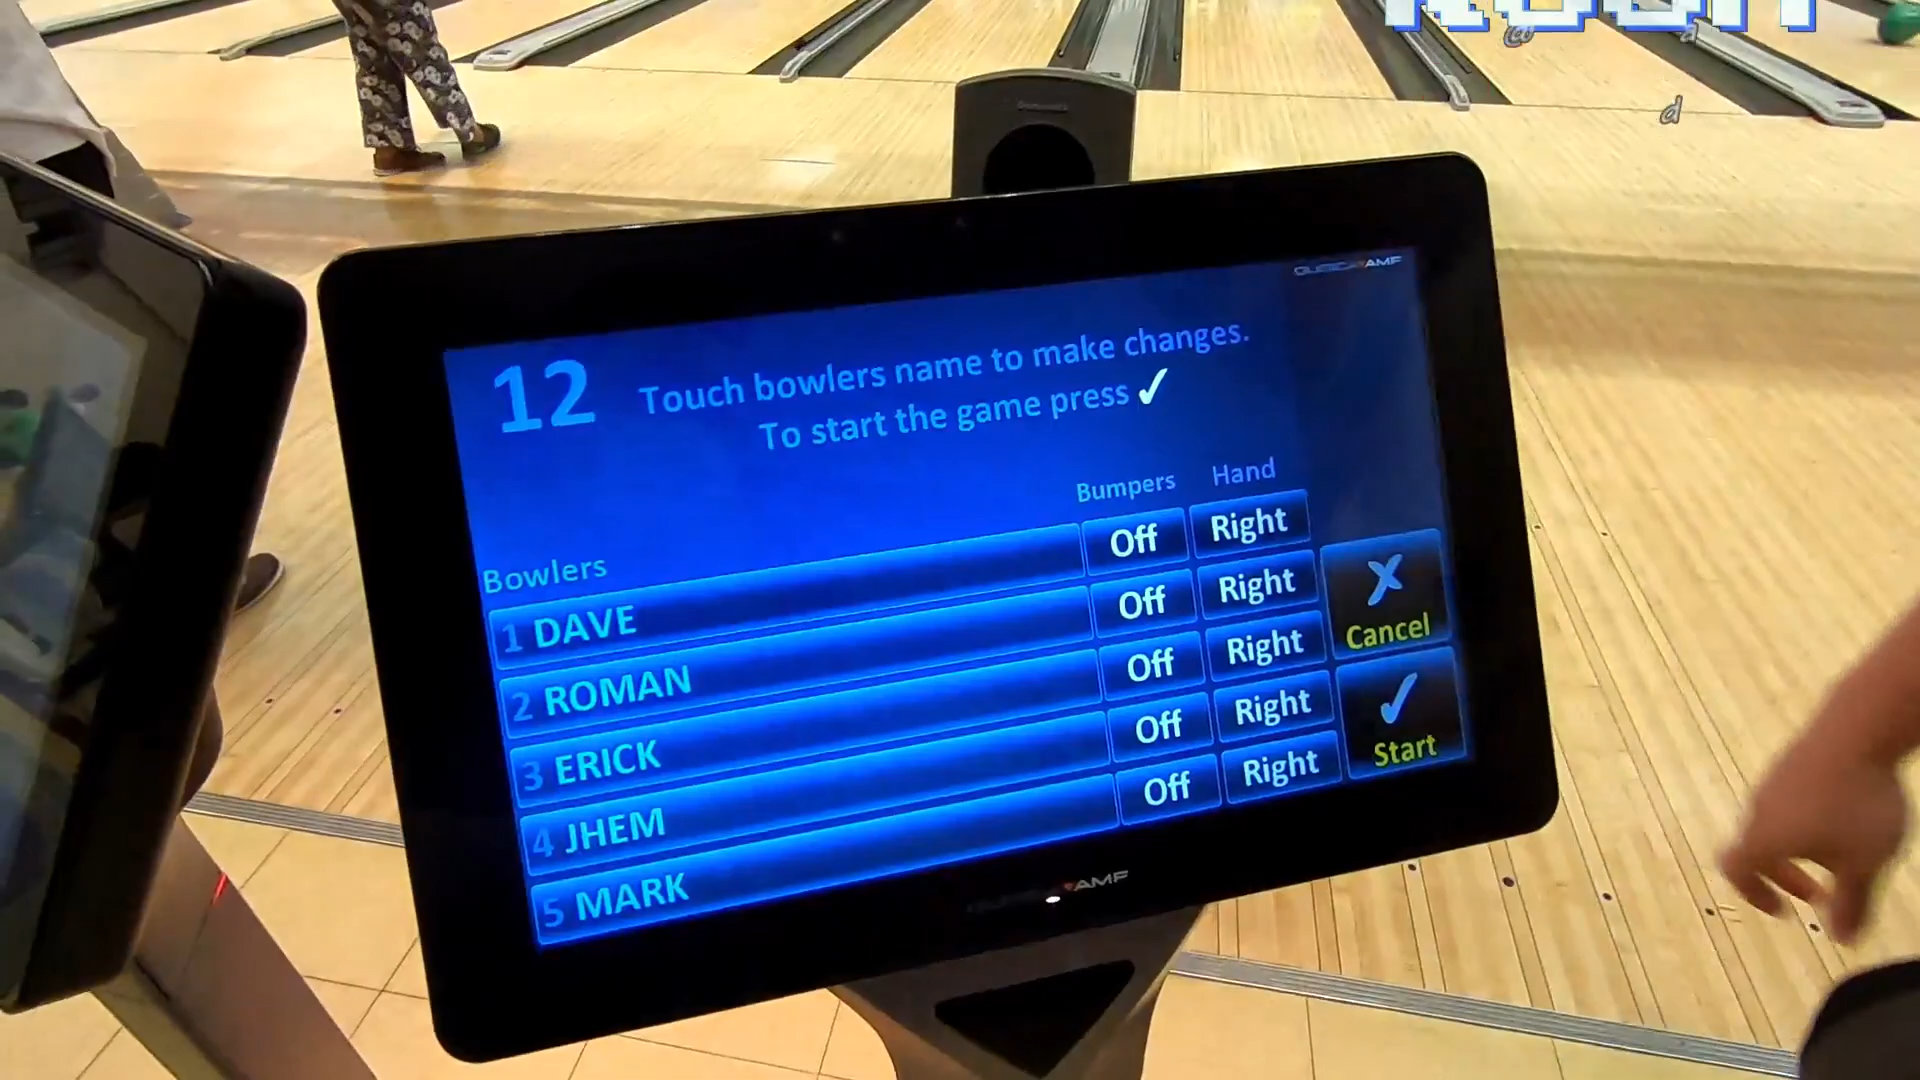 12
Touch bowlers name to make changes.
To start the game press ✓
QUBICAAMF
Bowlers Bumpers Hand
1 DAVE Off Right
2 ROMAN Off Right
3 ERICK Off Right
4 JHEM Off Right
5 MARK Off Right
Cancel
Start
AMF